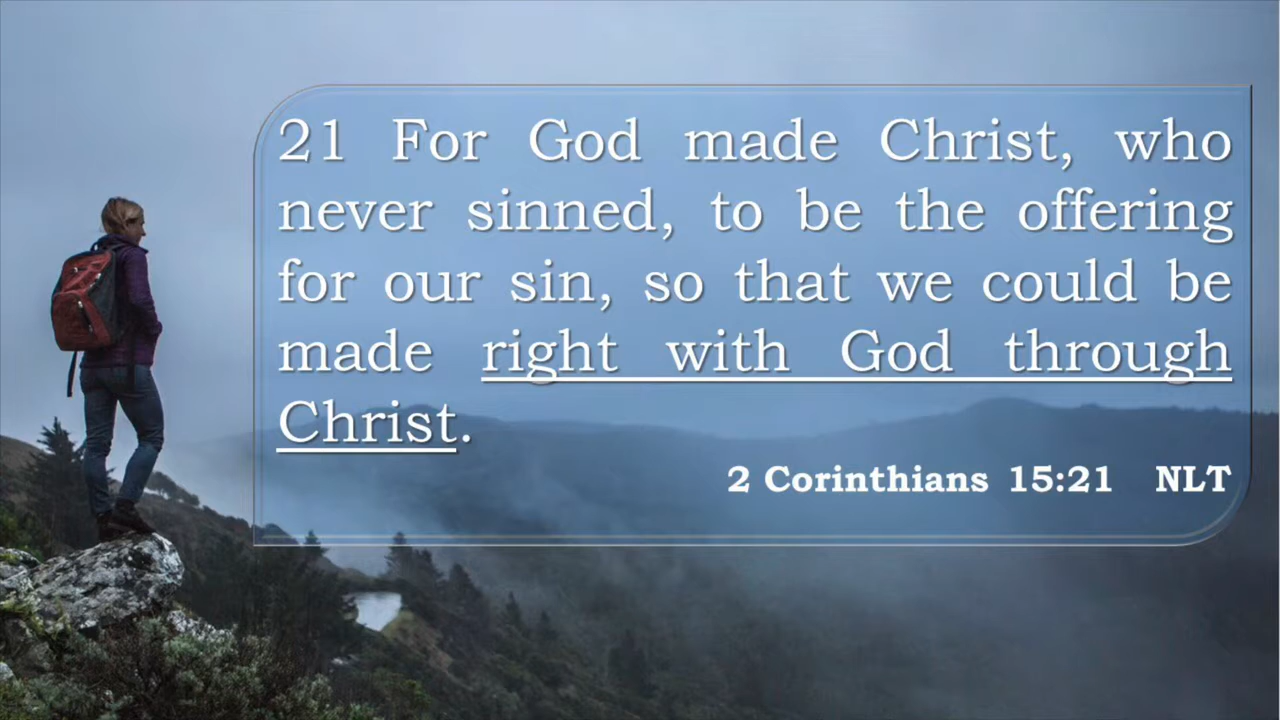 21 For God made Christ, who
never sinned, to be the offering
for our sin, so that we could be
made right with God through
Christ.
2 Corinthians 15:21 NLT